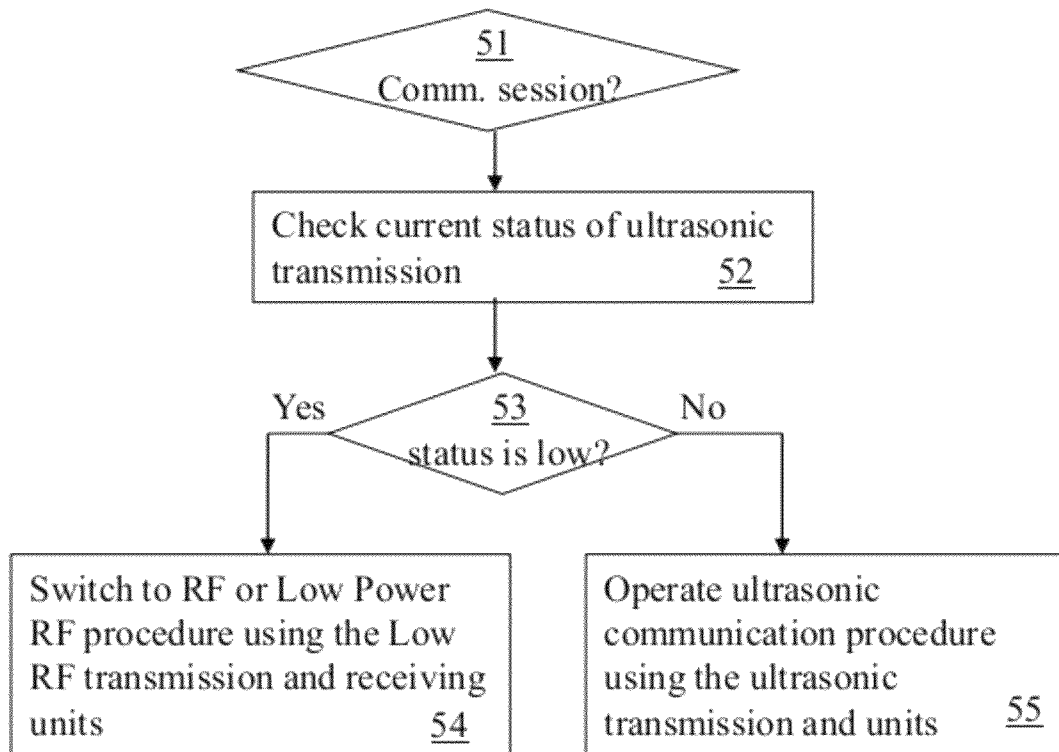 51
Comm. session?
Check current status of ultrasonic
transmission 52
Yes
53
No
status is low?
Switch to RF or Low Power
RF procedure using the Low
RF transmission and receiving
units 54
Operate ultrasonic
communication procedure
using the ultrasonic
transmission and units 55